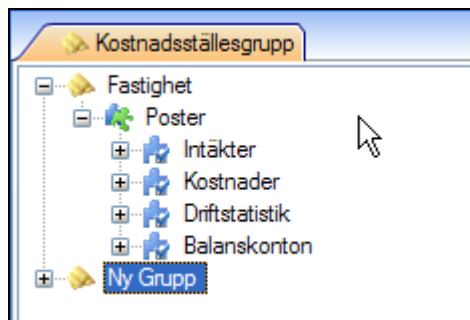 Kostnadsställesgrupp
Fastighet
Poster
Intäkter
Kostnader
Driftstatistik
Balanskonton
Ny Grupp